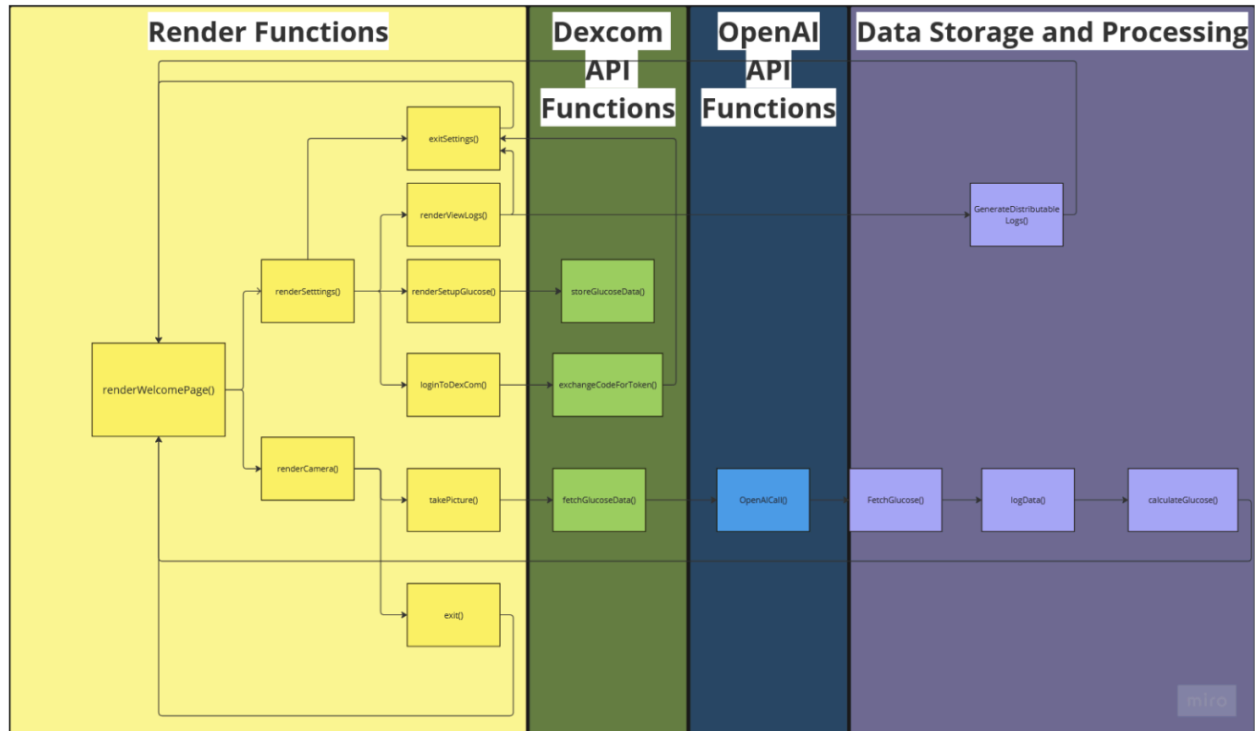 Render Functions
Dexcom
API
Functions
OpenAI
API
Functions
Data Storage and Processing
exitSettings()
renderViewLogs()
GenerateDistributable
Logs()
renderSetttings()
renderSetupGlucose()
storeGlucoseData()
renderWelcomePage()
loginToDexCom()
exchangeCodeForToken()
renderCamera()
takePicture()
fetchGlucoseData()
OpenAICall()
FetchGlucose()
logData()
calculateGlucose()
exit()
miro